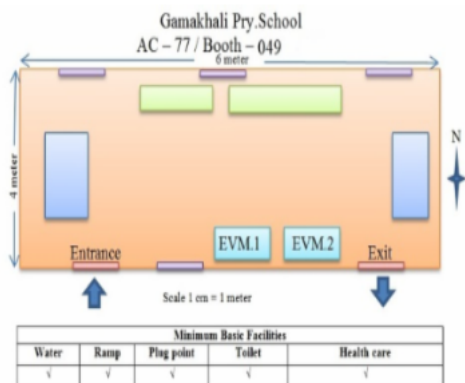 Gamakhali Pry.School
AC – 77 / Booth – 049
6 meter
4 meter
N
EVM.1 EVM.2
Entrance Exit
Scale 1 cm = 1 meter
Minimum Basic Facilities
Water Ramp Plug point Toilet Health care
√ √ √ √ √